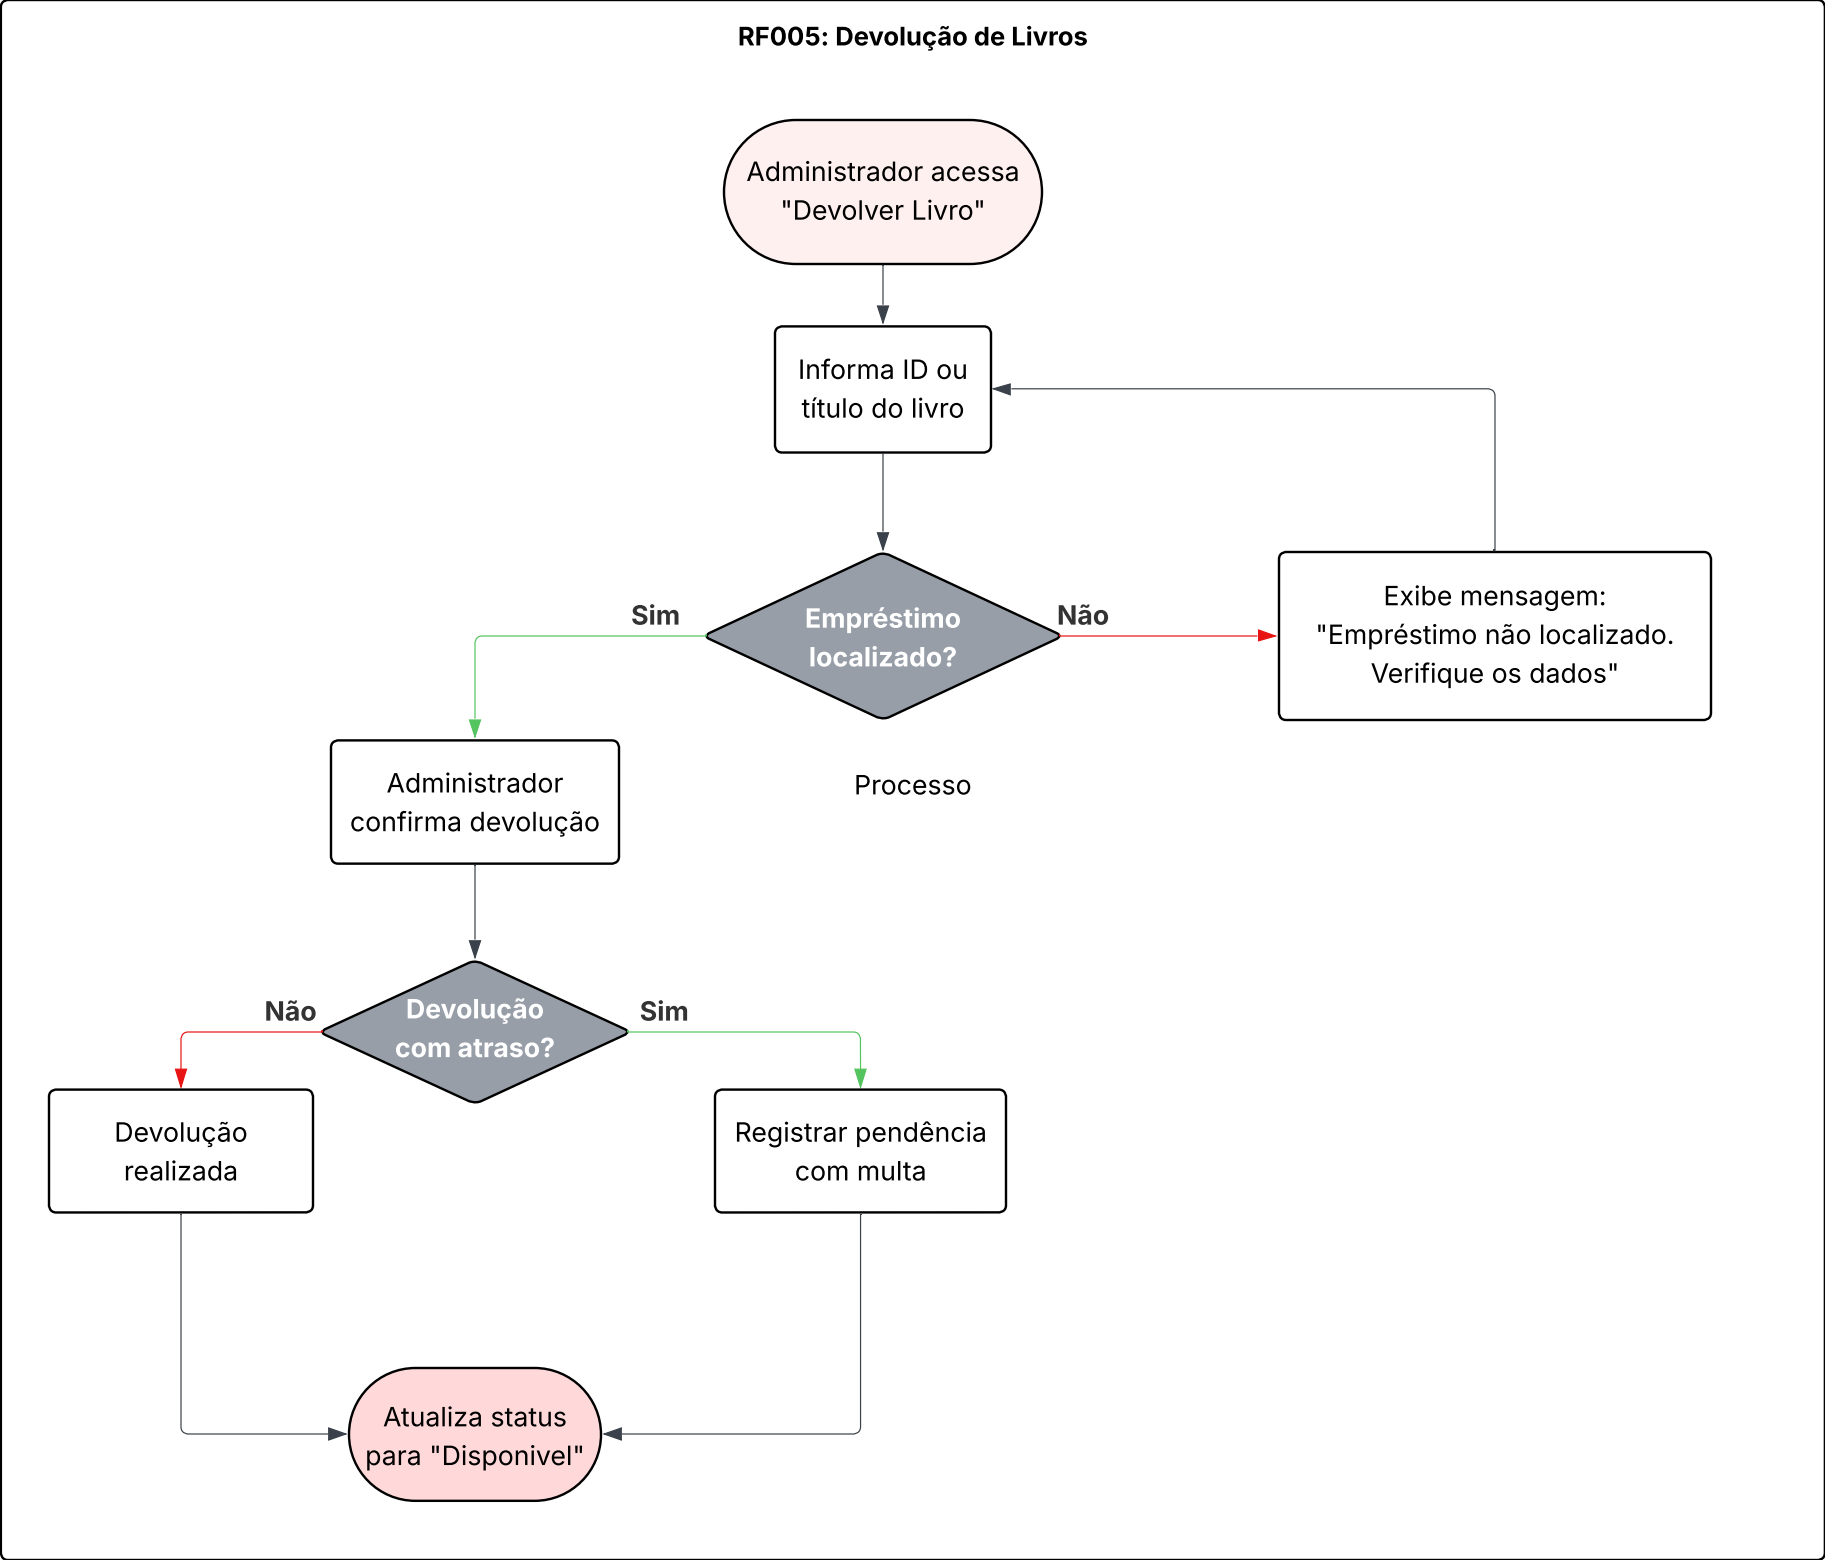 RF005: Devolução de Livros
Administrador acessa
"Devolver Livro"
Informa ID ou
título do livro
Sim
Empréstimo
localizado?
Não
Exibe mensagem:
"Empréstimo não localizado.
Verifique os dados"
Administrador
confirma devolução
Processo
Não
Devolução
com atraso?
Sim
Devolução
realizada
Registrar pendência
com multa
Atualiza status
para "Disponivel"